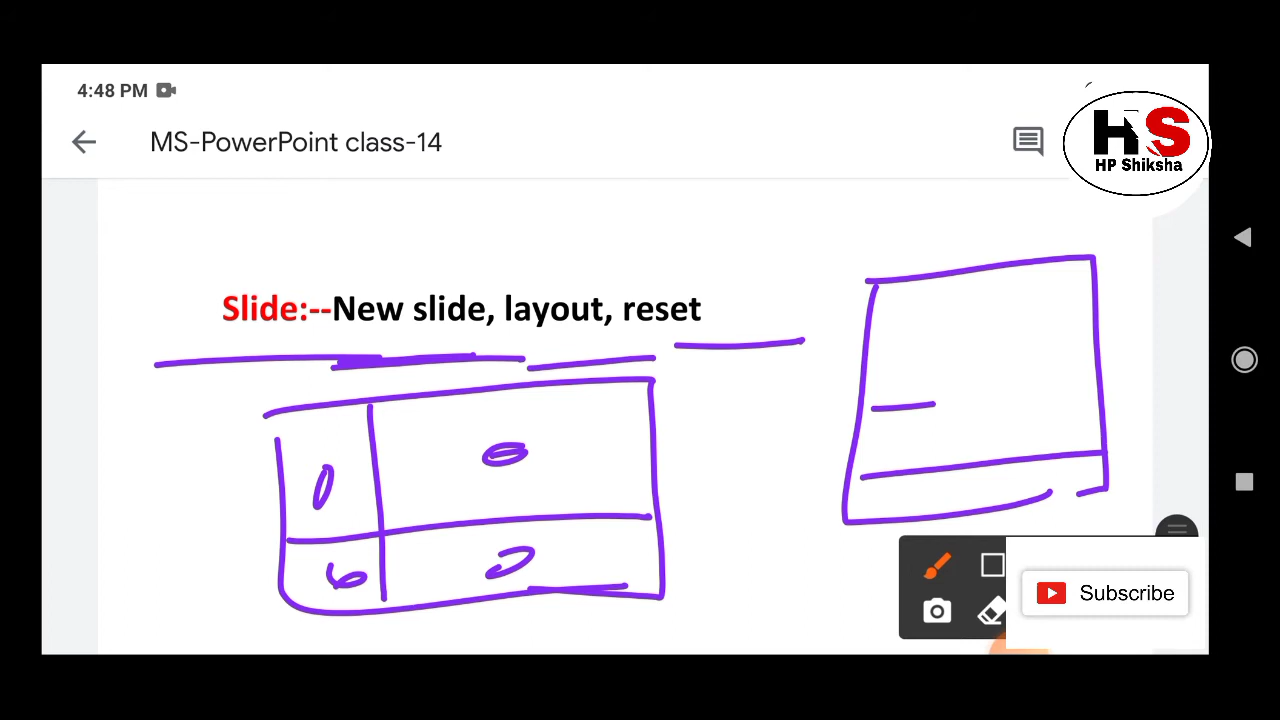 4:48 PM
MS-PowerPoint class-14
HS
HP Shiksha
Slide:--New slide, layout, reset
Subscribe